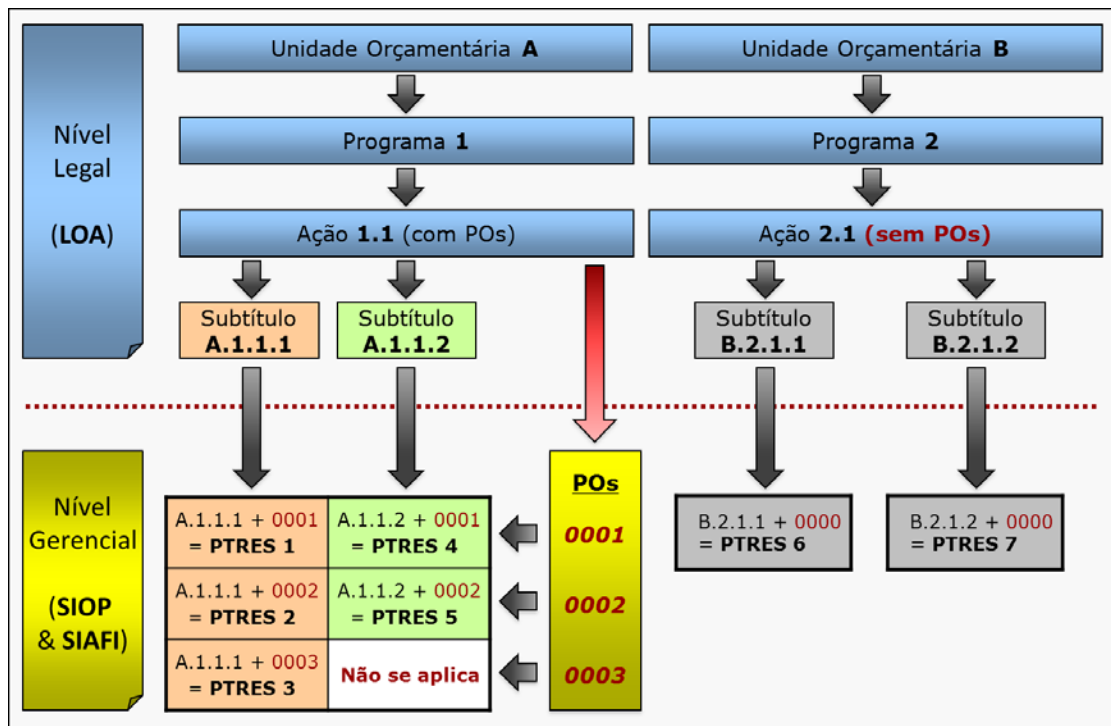 Nível
Legal
(LOA)
Unidade Orçamentária A
Unidade Orçamentária B
Programa 1
Programa 2
Ação 1.1 (com POs)
Ação 2.1 (sem POs)
Subtítulo
A.1.1.1
Subtítulo
A.1.1.2
Subtítulo
B.2.1.1
Subtítulo
B.2.1.2
Nível
Gerencial
(SIOP
& SIAFI)
A.1.1.1 + 0001
= PTRES 1
A.1.1.2 + 0001
= PTRES 4
A.1.1.1 + 0002
= PTRES 2
A.1.1.2 + 0002
= PTRES 5
A.1.1.1 + 0003
= PTRES 3
Não se aplica
POs
0001
0002
0003
B.2.1.1 + 0000
= PTRES 6
B.2.1.2 + 0000
= PTRES 7